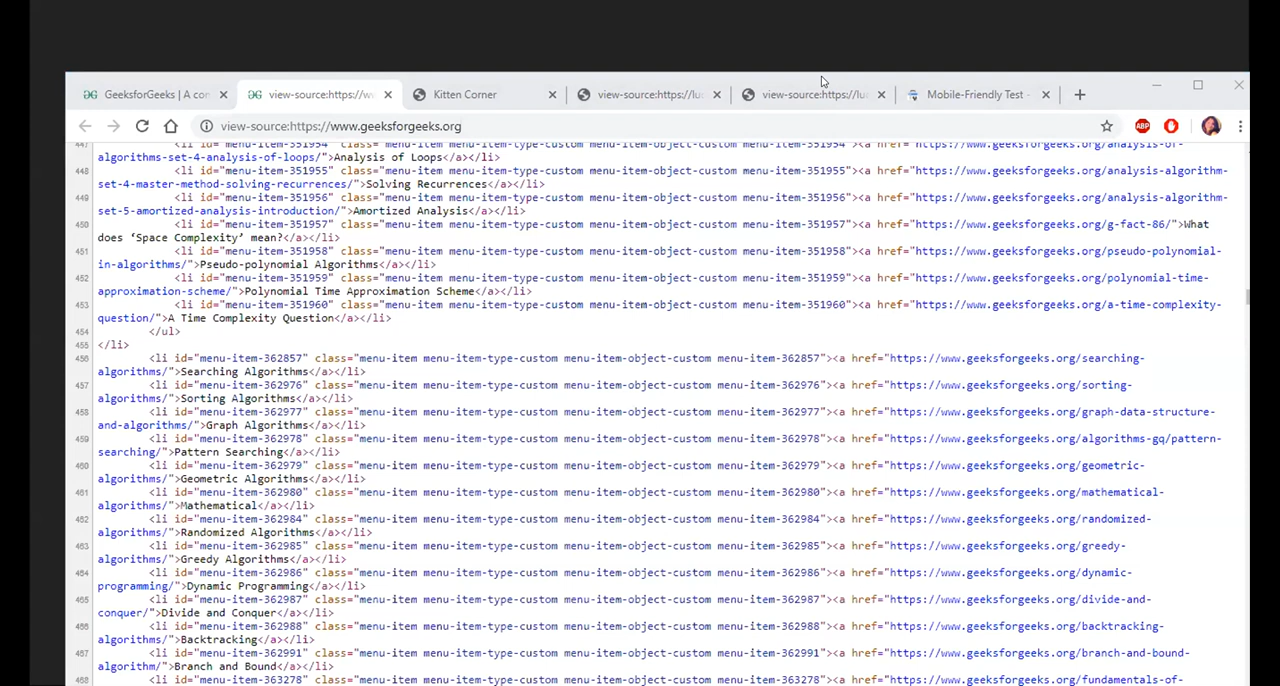 GeeksforGeeks | A con
view-source:https://ww
Kitten Corner
view-source:https://lus
view-source:https://lus
Mobile-Friendly Test -
view-source:https://www.geeksforgeeks.org
447 <li id="menu-item-351954" class="menu-item menu-item-type-custom menu-item-object-custom menu-item-351954"><a href="https://www.geeksforgeeks.org/analysis-of-
algorithms-set-4-analysis-of-loops/">Analysis of Loops</a></li>
448 <li id="menu-item-351955" class="menu-item menu-item-type-custom menu-item-object-custom menu-item-351955"><a href="https://www.geeksforgeeks.org/analysis-algorithm-
set-4-master-method-solving-recurrences/">Solving Recurrences</a></li>
449 <li id="menu-item-351956" class="menu-item menu-item-type-custom menu-item-object-custom menu-item-351956"><a href="https://www.geeksforgeeks.org/analysis-algorithm-
set-5-amortized-analysis-introduction/">Amortized Analysis</a></li>
450 <li id="menu-item-351957" class="menu-item menu-item-type-custom menu-item-object-custom menu-item-351957"><a href="https://www.geeksforgeeks.org/g-fact-86/">What
does ‘Space Complexity’ mean?</a></li>
451 <li id="menu-item-351958" class="menu-item menu-item-type-custom menu-item-object-custom menu-item-351958"><a href="https://www.geeksforgeeks.org/pseudo-polynomial-
in-algorithms/">Pseudo-polynomial Algorithms</a></li>
452 <li id="menu-item-351959" class="menu-item menu-item-type-custom menu-item-object-custom menu-item-351959"><a href="https://www.geeksforgeeks.org/polynomial-time-
approximation-scheme/">Polynomial Time Approximation Scheme</a></li>
453 <li id="menu-item-351960" class="menu-item menu-item-type-custom menu-item-object-custom menu-item-351960"><a href="https://www.geeksforgeeks.org/a-time-complexity-
question/">A Time Complexity Question</a></li>
454 </ul>
455 </li>
456 <li id="menu-item-362857" class="menu-item menu-item-type-custom menu-item-object-custom menu-item-362857"><a href="https://www.geeksforgeeks.org/searching-
algorithms/">Searching Algorithms</a></li>
457 <li id="menu-item-362976" class="menu-item menu-item-type-custom menu-item-object-custom menu-item-362976"><a href="https://www.geeksforgeeks.org/sorting-
algorithms/">Sorting Algorithms</a></li>
458 <li id="menu-item-362977" class="menu-item menu-item-type-custom menu-item-object-custom menu-item-362977"><a href="https://www.geeksforgeeks.org/graph-data-structure-
and-algorithms/">Graph Algorithms</a></li>
459 <li id="menu-item-362978" class="menu-item menu-item-type-custom menu-item-object-custom menu-item-362978"><a href="https://www.geeksforgeeks.org/algorithms-gq/pattern-
searching/">Pattern Searching</a></li>
460 <li id="menu-item-362979" class="menu-item menu-item-type-custom menu-item-object-custom menu-item-362979"><a href="https://www.geeksforgeeks.org/geometric-
algorithms/">Geometric Algorithms</a></li>
461 <li id="menu-item-362980" class="menu-item menu-item-type-custom menu-item-object-custom menu-item-362980"><a href="https://www.geeksforgeeks.org/mathematical-
algorithms/">Mathematical</a></li>
462 <li id="menu-item-362984" class="menu-item menu-item-type-custom menu-item-object-custom menu-item-362984"><a href="https://www.geeksforgeeks.org/randomized-
algorithms/">Randomized Algorithms</a></li>
463 <li id="menu-item-362985" class="menu-item menu-item-type-custom menu-item-object-custom menu-item-362985"><a href="https://www.geeksforgeeks.org/greedy-
algorithms/">Greedy Algorithms</a></li>
464 <li id="menu-item-362986" class="menu-item menu-item-type-custom menu-item-object-custom menu-item-362986"><a href="https://www.geeksforgeeks.org/dynamic-
programming/">Dynamic Programming</a></li>
465 <li id="menu-item-362987" class="menu-item menu-item-type-custom menu-item-object-custom menu-item-362987"><a href="https://www.geeksforgeeks.org/divide-and-
conquer/">Divide and Conquer</a></li>
466 <li id="menu-item-362988" class="menu-item menu-item-type-custom menu-item-object-custom menu-item-362988"><a href="https://www.geeksforgeeks.org/backtracking-
algorithms/">Backtracking</a></li>
467 <li id="menu-item-362991" class="menu-item menu-item-type-custom menu-item-object-custom menu-item-362991"><a href="https://www.geeksforgeeks.org/branch-and-bound-
algorithm/">Branch and Bound</a></li>
468 <li id="menu-item-363278" class="menu-item menu-item-type-custom menu-item-object-custom menu-item-363278"><a href="https://www.geeksforgeeks.org/fundamentals-of-